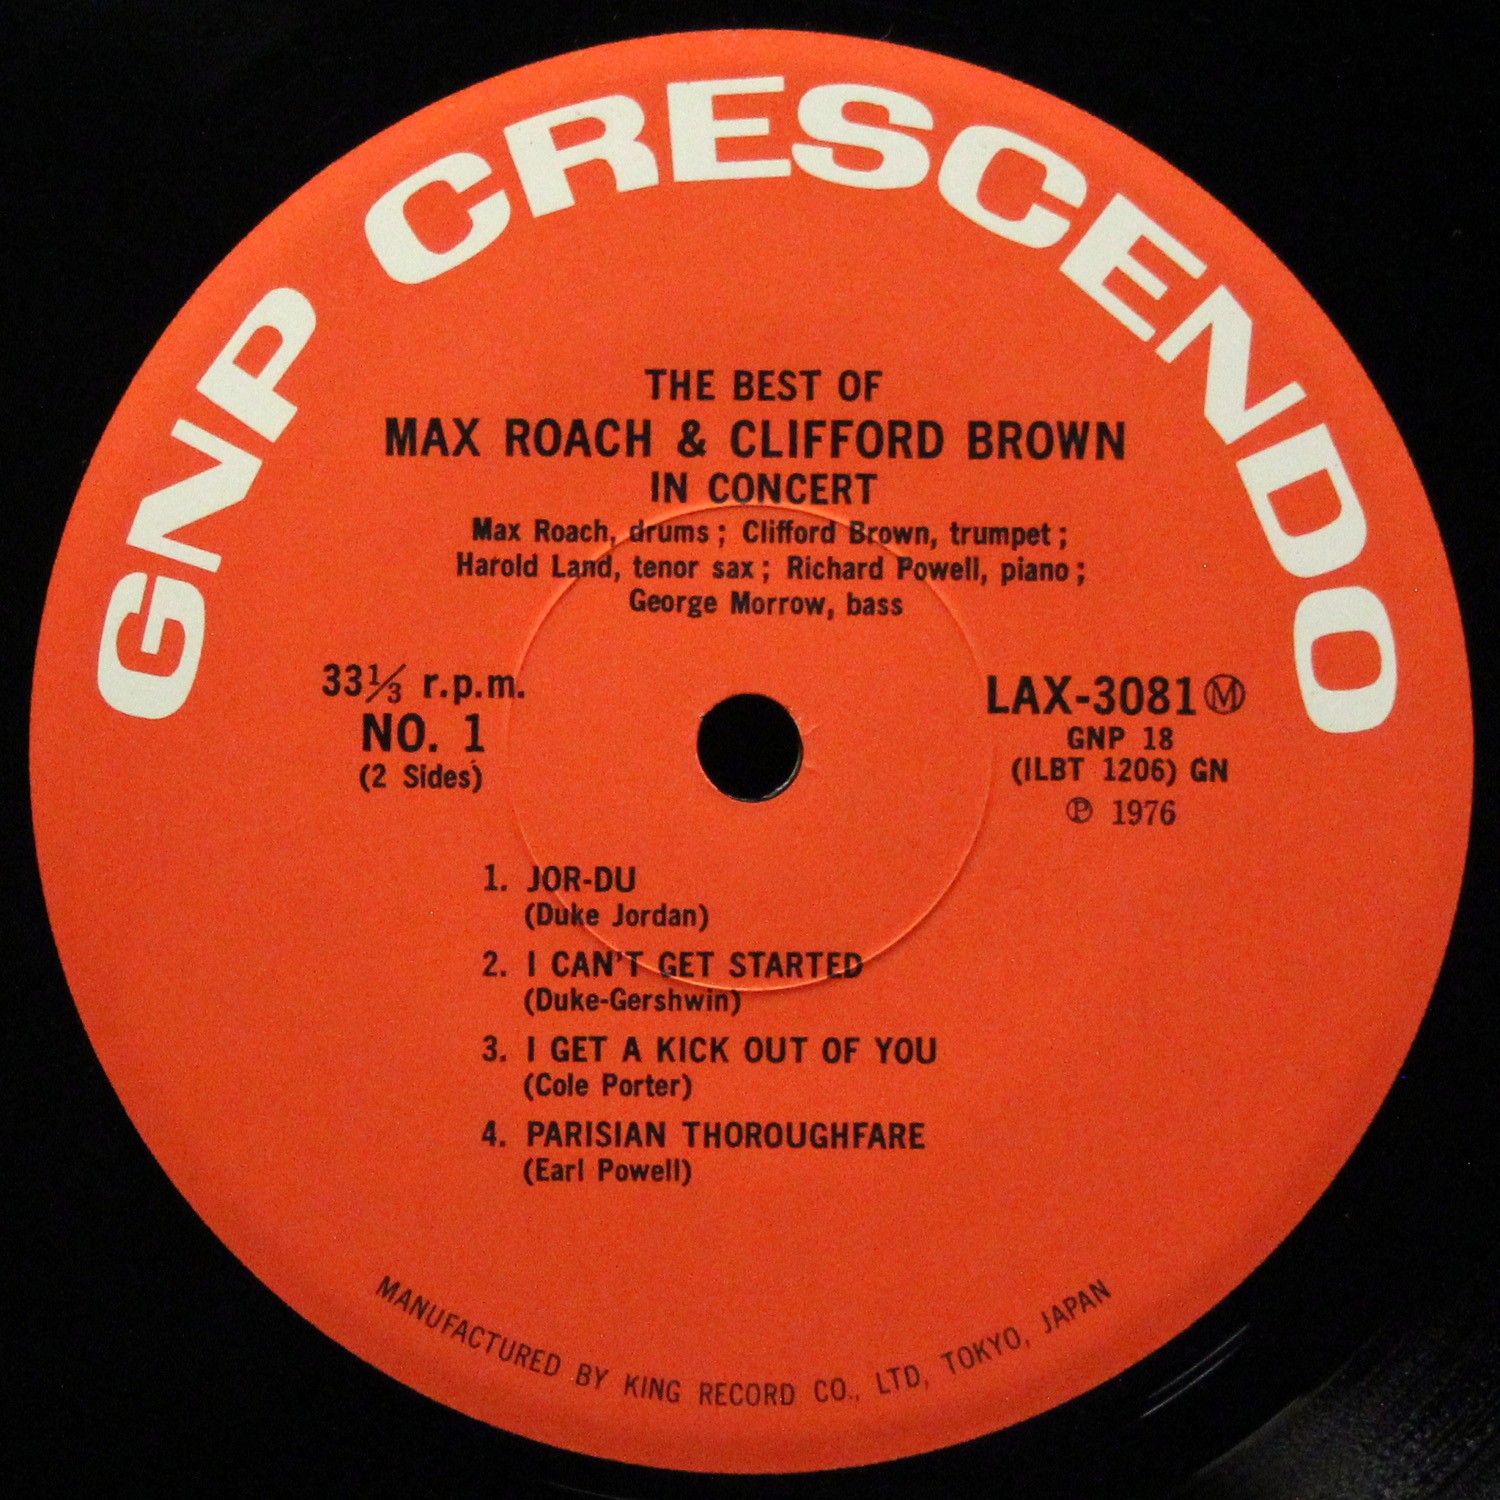 GNP CRESCENDO
THE BEST OF
MAX ROACH & CLIFFORD BROWN
IN CONCERT
Max Roach, drums ; Clifford Brown, trumpet ;
Harold Land, tenor sax ; Richard Powell, piano ;
George Morrow, bass
33⅓ r.p.m.
NO. 1
(2 Sides)
LAX-3081 Ⓜ
GNP 18
(ILBT 1206) GN
Ⓟ 1976
1. JOR-DU
(Duke Jordan)
2. I CAN'T GET STARTED
(Duke-Gershwin)
3. I GET A KICK OUT OF YOU
(Cole Porter)
4. PARISIAN THOROUGHFARE
(Earl Powell)
MANUFACTURED BY KING RECORD CO., LTD, TOKYO, JAPAN